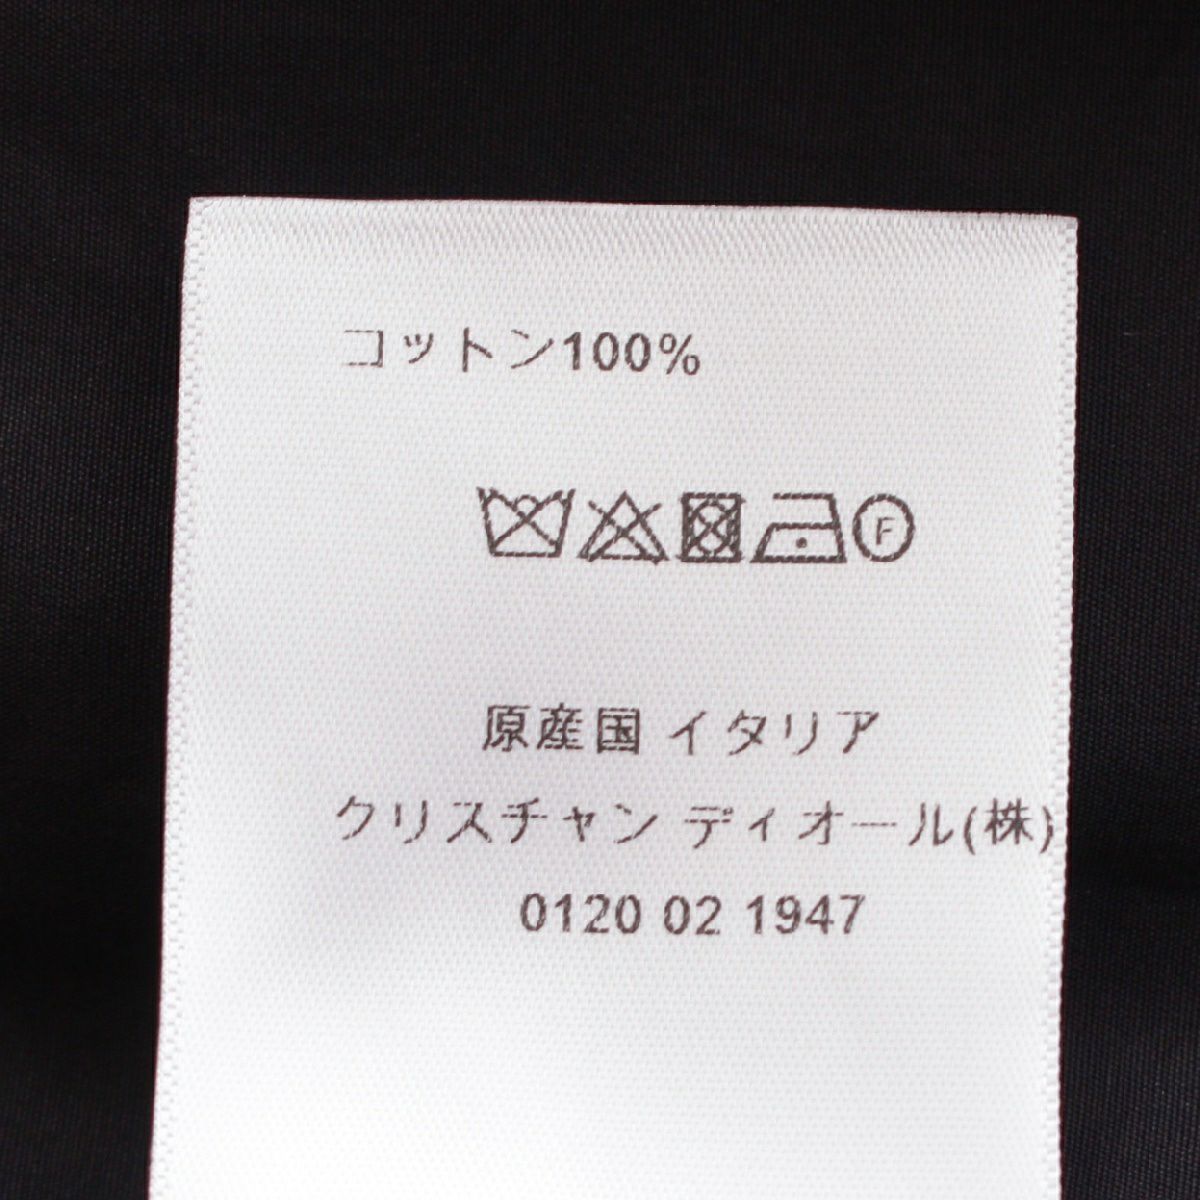 コットン100%
F
原産国 イタリア
クリスチャン ディオール(株)
0120 02 1947